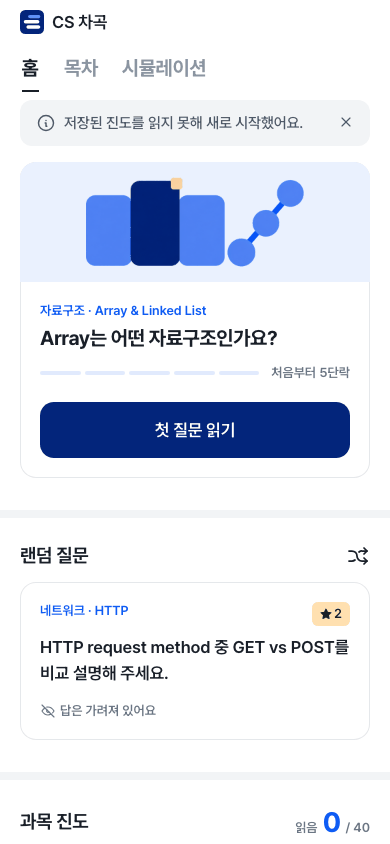 CS 차곡
홈 목차 시뮬레이션
저장된 진도를 읽지 못해 새로 시작했어요.
자료구조 · Array & Linked List
Array는 어떤 자료구조인가요?
처음부터 5단락
첫 질문 읽기
랜덤 질문
네트워크 · HTTP
2
HTTP request method 중 GET vs POST를
비교 설명해 주세요.
답은 가려져 있어요
과목 진도
읽음 0 / 40